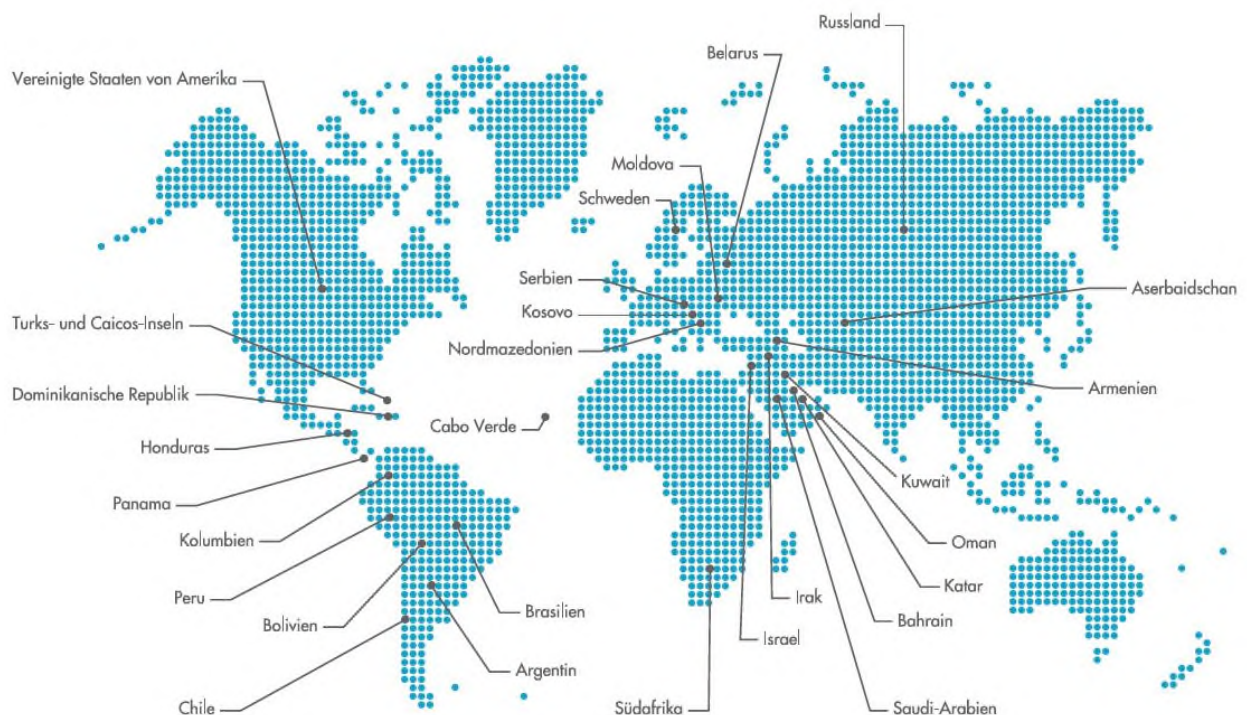 Russland
Belarus
Vereinigte Staaten von Amerika
Moldova
Schweden
Serbien
Aserbaidschan
Kosovo
Turks- und Caicos-Inseln
Nordmazedonien
Dominikanische Republik
Armenien
Cabo Verde
Honduras
Kuwait
Panama
Kolumbien
Oman
Katar
Peru
Irak
Brasilien
Bahrain
Bolivien
Israel
Argentin
Chile
Südafrika
Saudi-Arabien